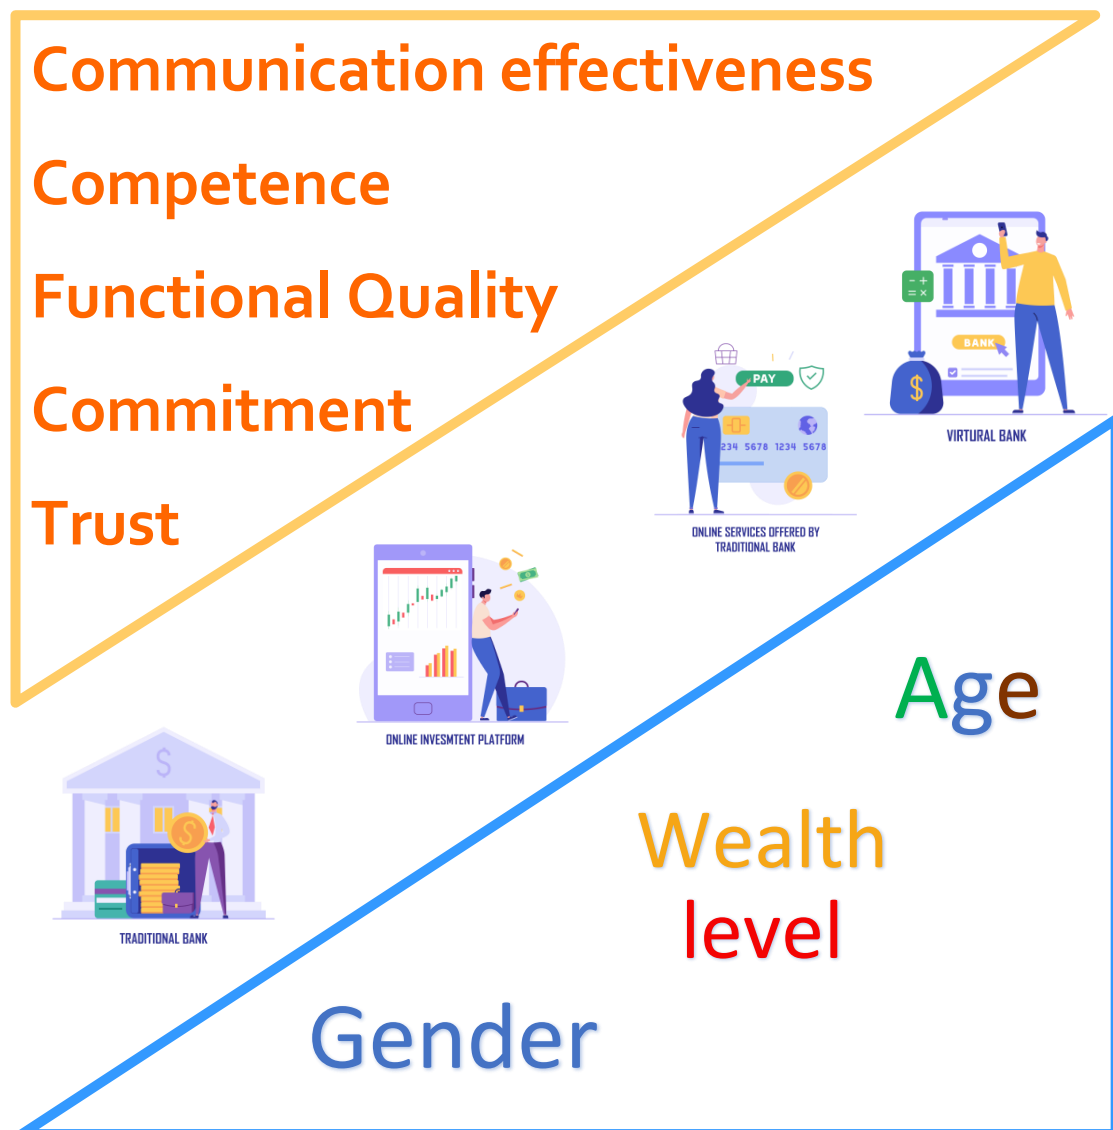 Communication effectiveness
Competence
Functional Quality
Commitment
Trust
BANK
$
VIRTURAL BANK
PAY
234 5678 1234 5678
ONLINE SERVICES OFFERED BY
TRADITIONAL BANK
ONLINE INVESMTENT PLATFORM
$
$
TRADITIONAL BANK
Age
Wealth
level
Gender